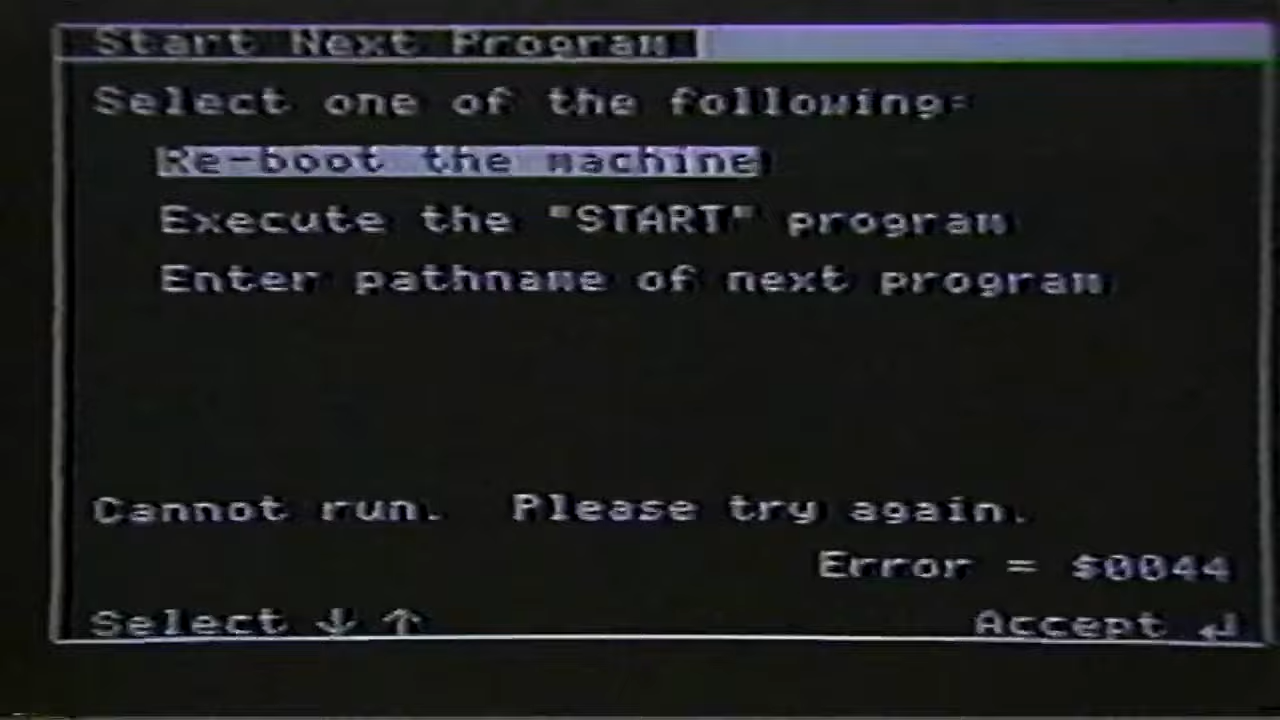 Start Next Program
Select one of the following:
Re-boot the machine
Execute the "START" program
Enter pathname of next program
Cannot run. Please try again.
Error = $0044
Select ↓ ↑
Accept ↵